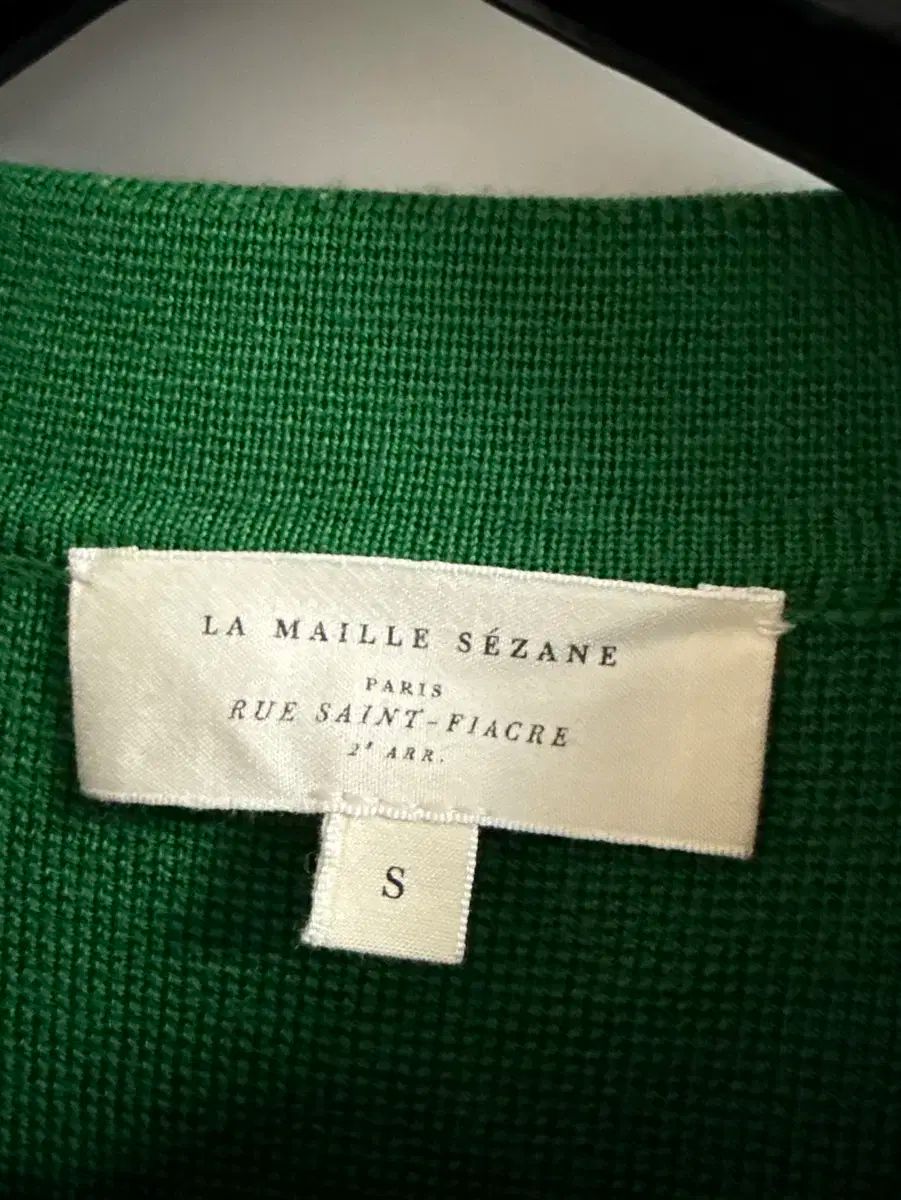 LA MAILLE SÉZANE
PARIS
RUE SAINT-FIACRE
2ᵉ ARR.
S